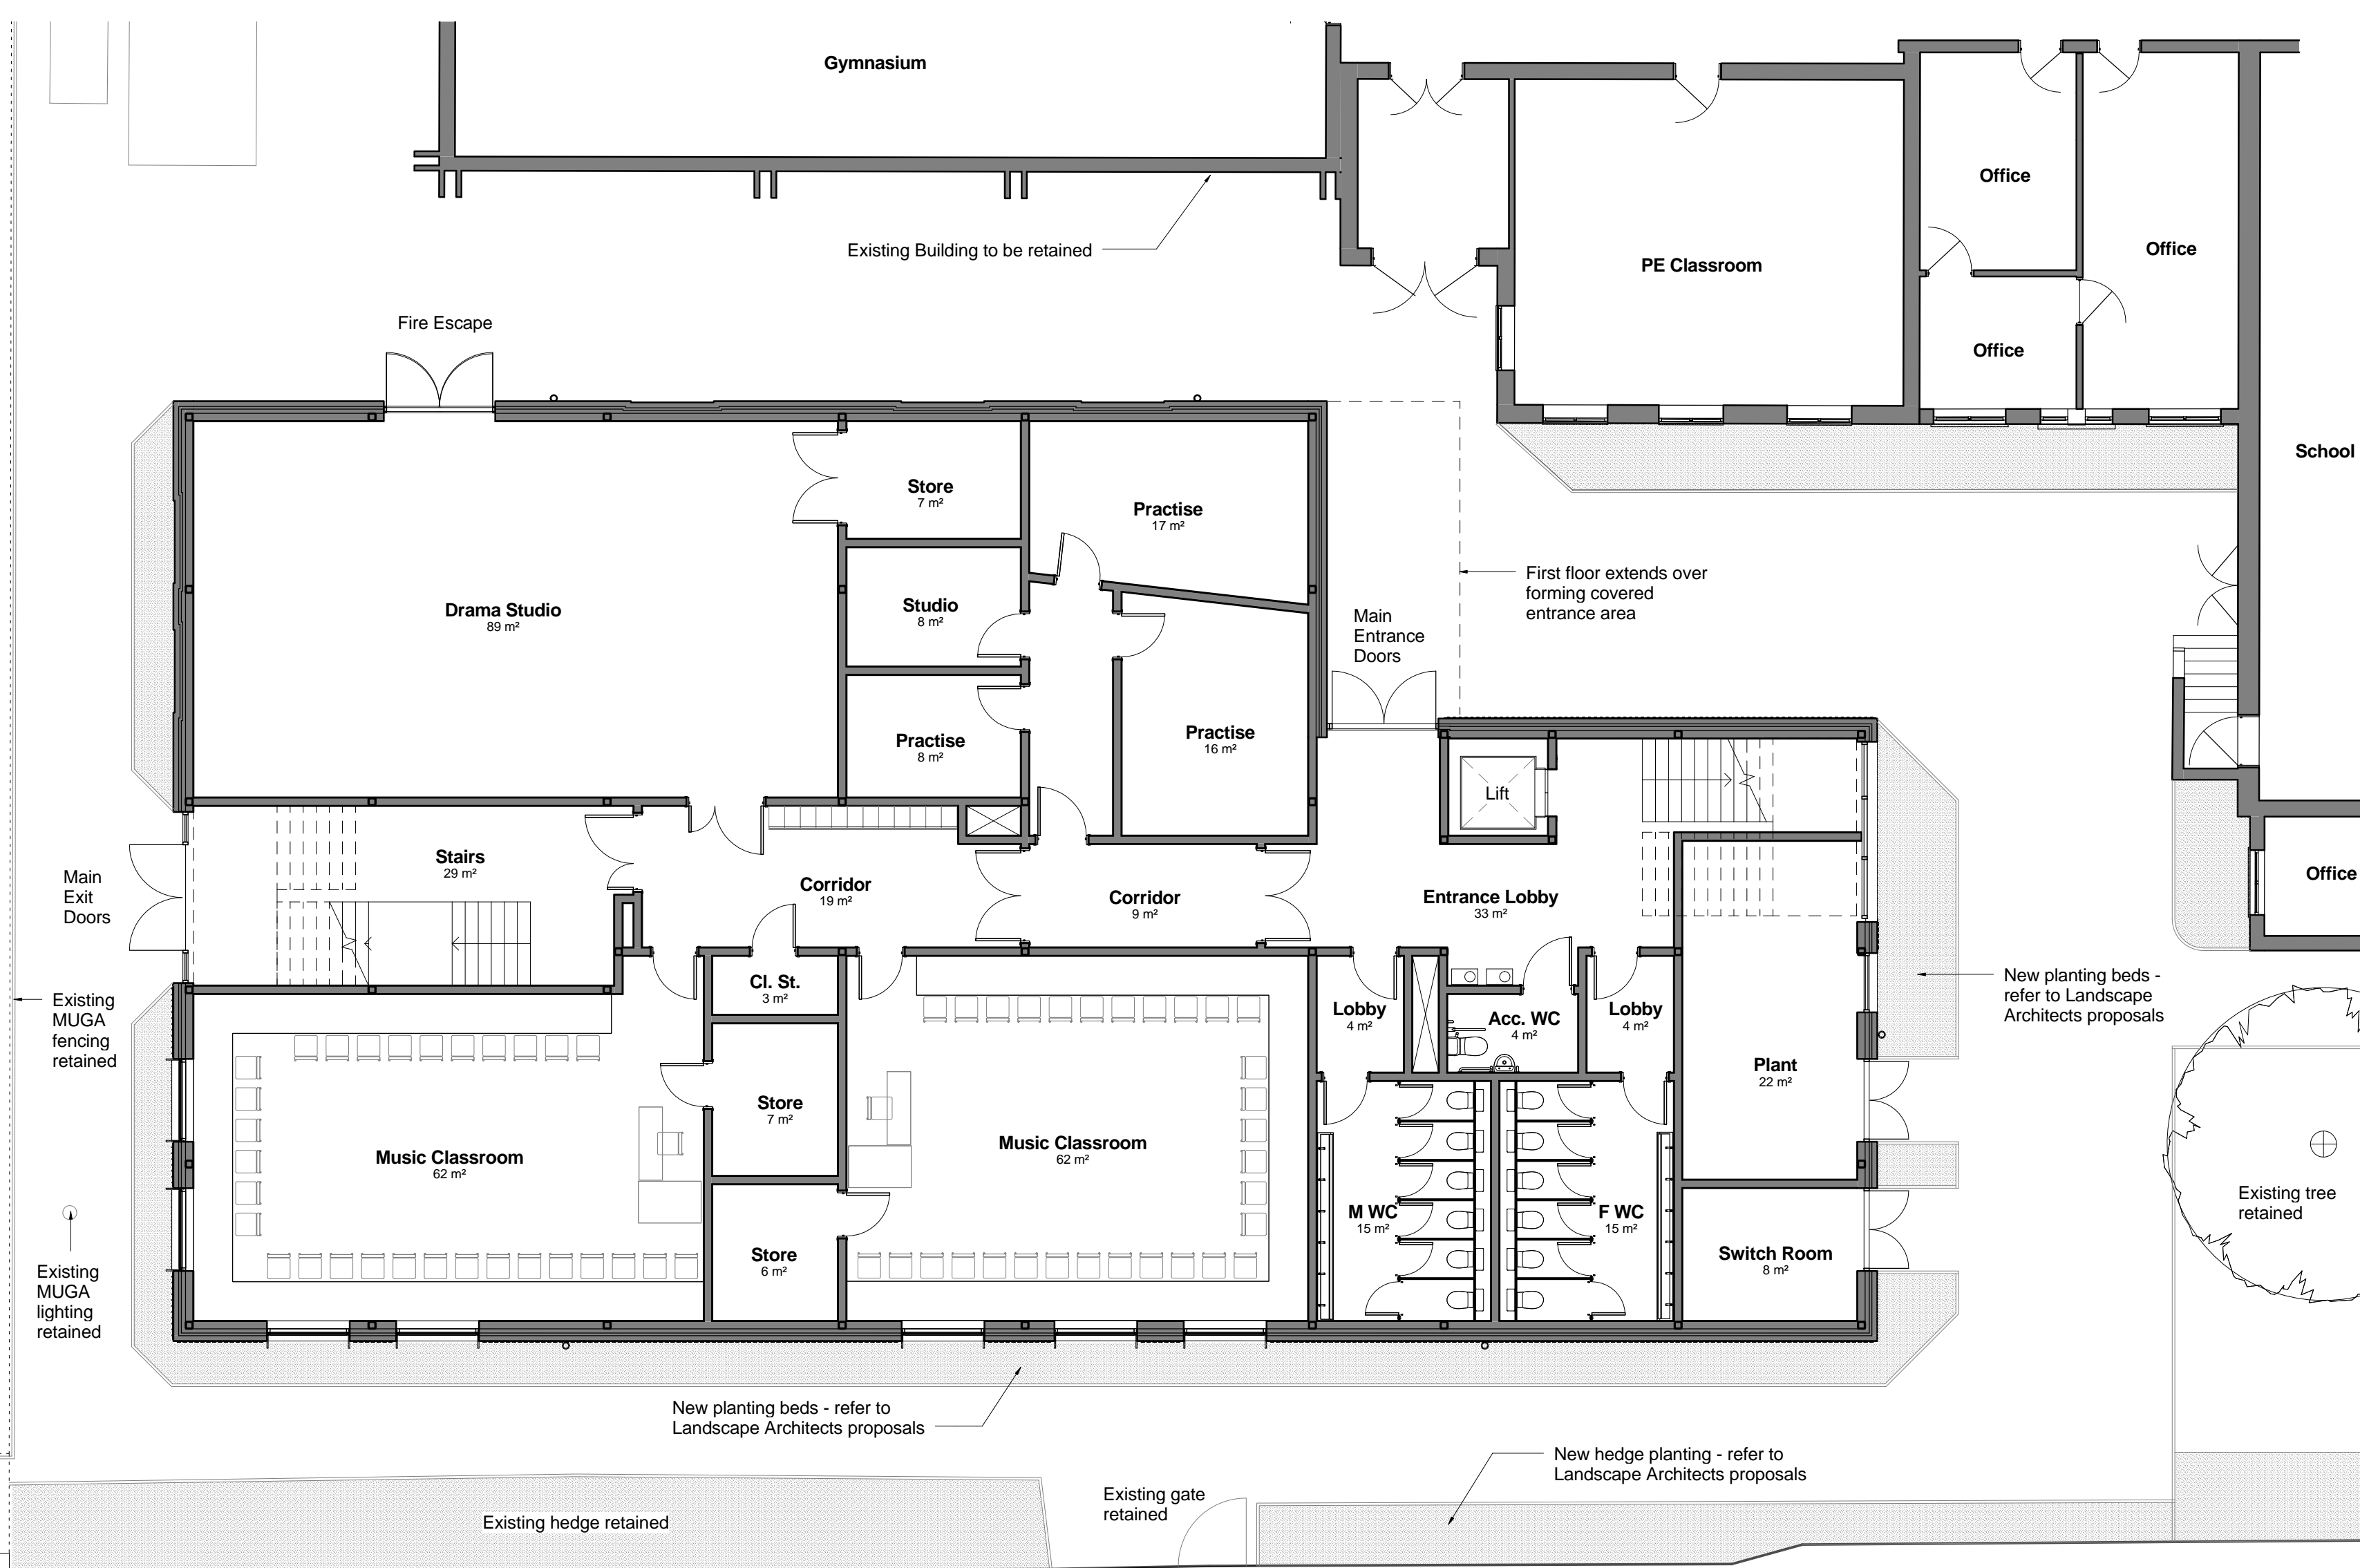 Gymnasium
Existing Building to be retained
Office
Office
PE Classroom
Office
Fire Escape
School
Store
7 m²
Practise
17 m²
First floor extends over
forming covered
entrance area
Drama Studio
89 m²
Studio
8 m²
Main
Entrance
Doors
Practise
8 m²
Practise
16 m²
Lift
Stairs
29 m²
Main
Exit
Doors
Corridor
19 m²
Corridor
9 m²
Entrance Lobby
33 m²
Office
Existing
MUGA
fencing
retained
Cl. St.
3 m²
Lobby
4 m²
Acc. WC
4 m²
Lobby
4 m²
New planting beds -
refer to Landscape
Architects proposals
Plant
22 m²
Store
7 m²
Music Classroom
62 m²
Music Classroom
62 m²
M WC
15 m²
F WC
15 m²
Existing tree
retained
Store
6 m²
Switch Room
8 m²
Existing
MUGA
lighting
retained
New planting beds - refer to
Landscape Architects proposals
New hedge planting - refer to
Landscape Architects proposals
Existing gate
retained
Existing hedge retained